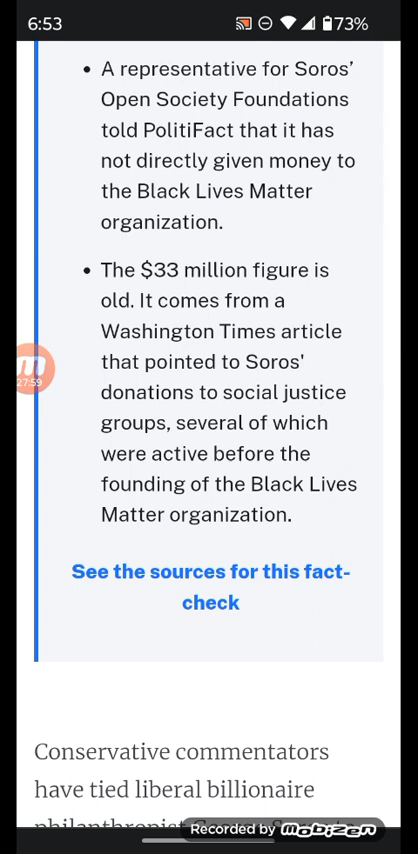 6:53
73%
• A representative for Soros’
Open Society Foundations
told PolitiFact that it has
not directly given money to
the Black Lives Matter
organization.
• The $33 million figure is
old. It comes from a
Washington Times article
that pointed to Soros'
donations to social justice
groups, several of which
were active before the
founding of the Black Lives
Matter organization.
m
27:59
See the sources for this fact-
check
Conservative commentators
have tied liberal billionaire
philanthropist
Recorded by mobizen